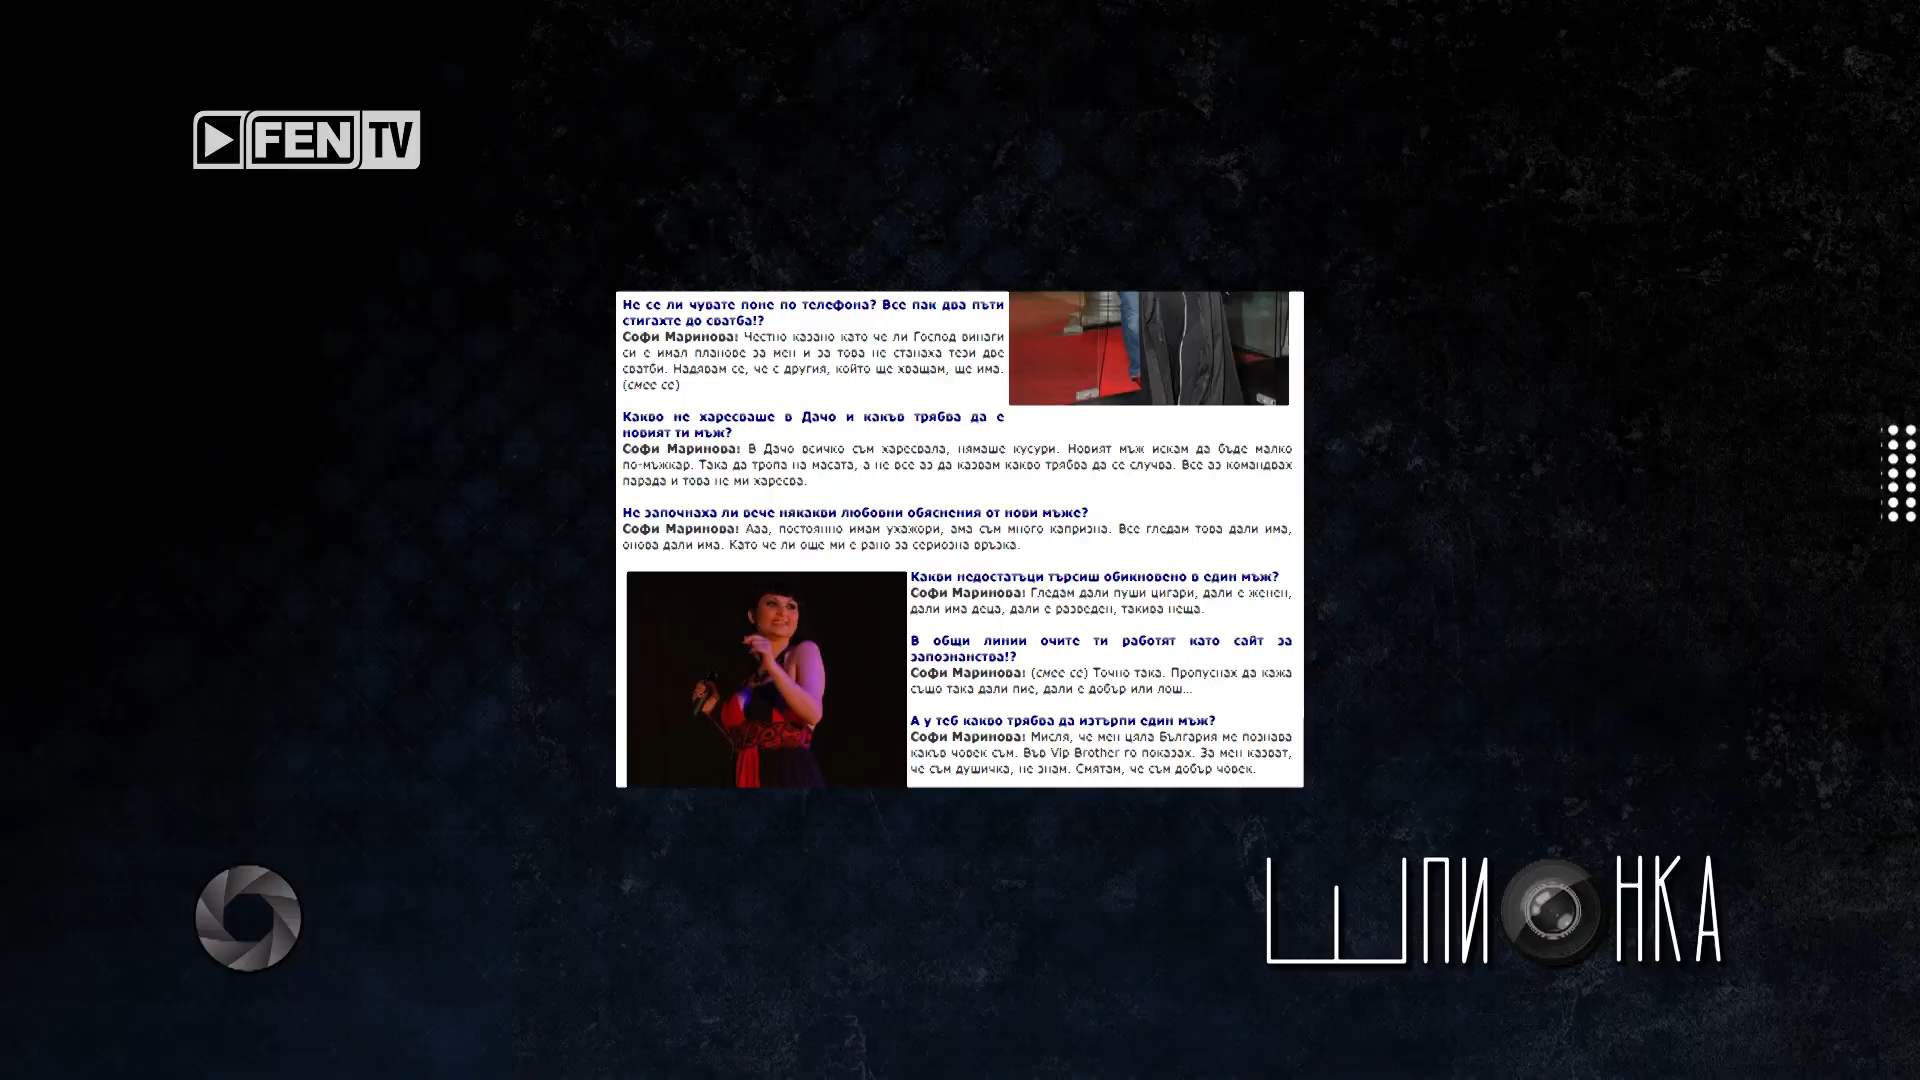 FEN TV
Не се ли чувате поне по телефона? Все пак два пъти
стигахте до сватба!?
Софи Маринова: Честно казано като че ли Господ винаги
си е имал планове за мен и за това не станаха тези две
сватби. Надявам се, че с другия, който ще хващам, ще има.
(смее се)
Какво не харесваше в Дачо и какъв трябва да е
новият ти мъж?
Софи Маринова: В Дачо всичко съм харесвала, нямаше кусури. Новият мъж искам да бъде малко
по-мъжкар. Така да тропа на масата, а не все аз да казвам какво трябва да се случва. Все аз командвах
парада и това не ми харесва.
Не започнаха ли вече някакви любовни обяснения от нови мъже?
Софи Маринова: Ааа, постоянно имам ухажори, ама съм много капризна. Все гледам това дали има,
онова дали има. Като че ли още ми е рано за сериозна връзка.
Какви недостатъци търсиш обикновено в един мъж?
Софи Маринова: Гледам дали пуши цигари, дали е женен,
дали има деца, дали е разведен, такива неща.
В общи линии очите ти работят като сайт за
запознанства!?
Софи Маринова: (смее се) Точно така. Пропуснах да кажа
също така дали пие, дали е добър или лош...
А у теб какво трябва да изтърпи един мъж?
Софи Маринова: Мисля, че мен цяла България ме познава
какъв човек съм. Във Vip Brother го показах. За мен казват,
че съм душичка, не знам. Смятам, че съм добър човек.
ШПИОНКА